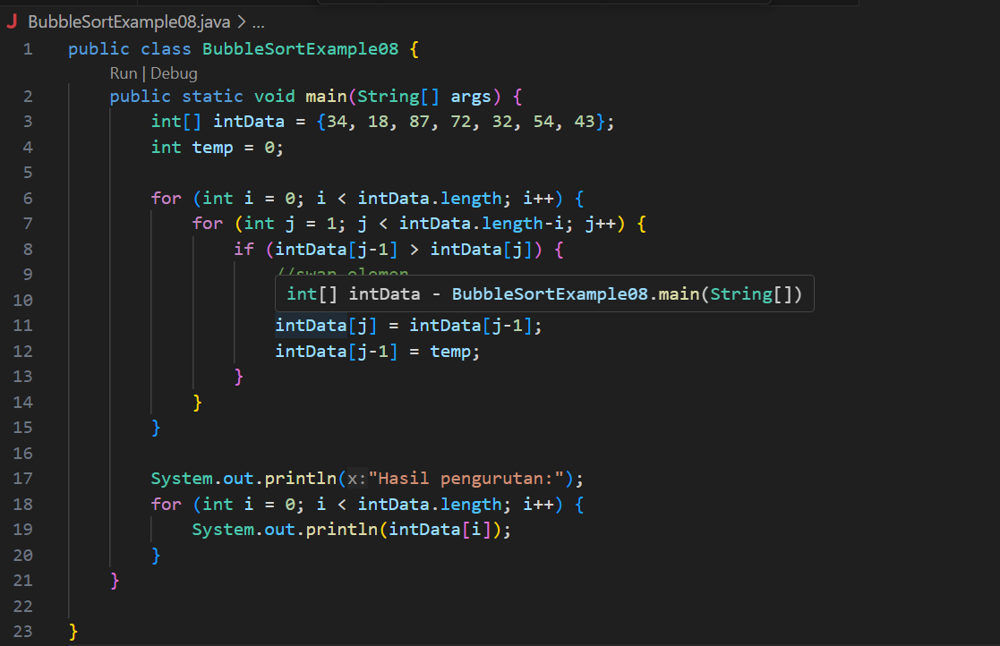 J BubbleSortExample08.java > ...
1 public class BubbleSortExample08 {
Run | Debug
2 public static void main(String[] args) {
3 int[] intData = {34, 18, 87, 72, 32, 54, 43};
4 int temp = 0;
5
6 for (int i = 0; i < intData.length; i++) {
7 for (int j = 1; j < intData.length-i; j++) {
8 if (intData[j-1] > intData[j]) {
9 //swap elemen
10 int[] intData - BubbleSortExample08.main(String[])
11 intData[j] = intData[j-1];
12 intData[j-1] = temp;
13 }
14 }
15 }
16
17 System.out.println(x:"Hasil pengurutan:");
18 for (int i = 0; i < intData.length; i++) {
19 System.out.println(intData[i]);
20 }
21 }
22
23 }